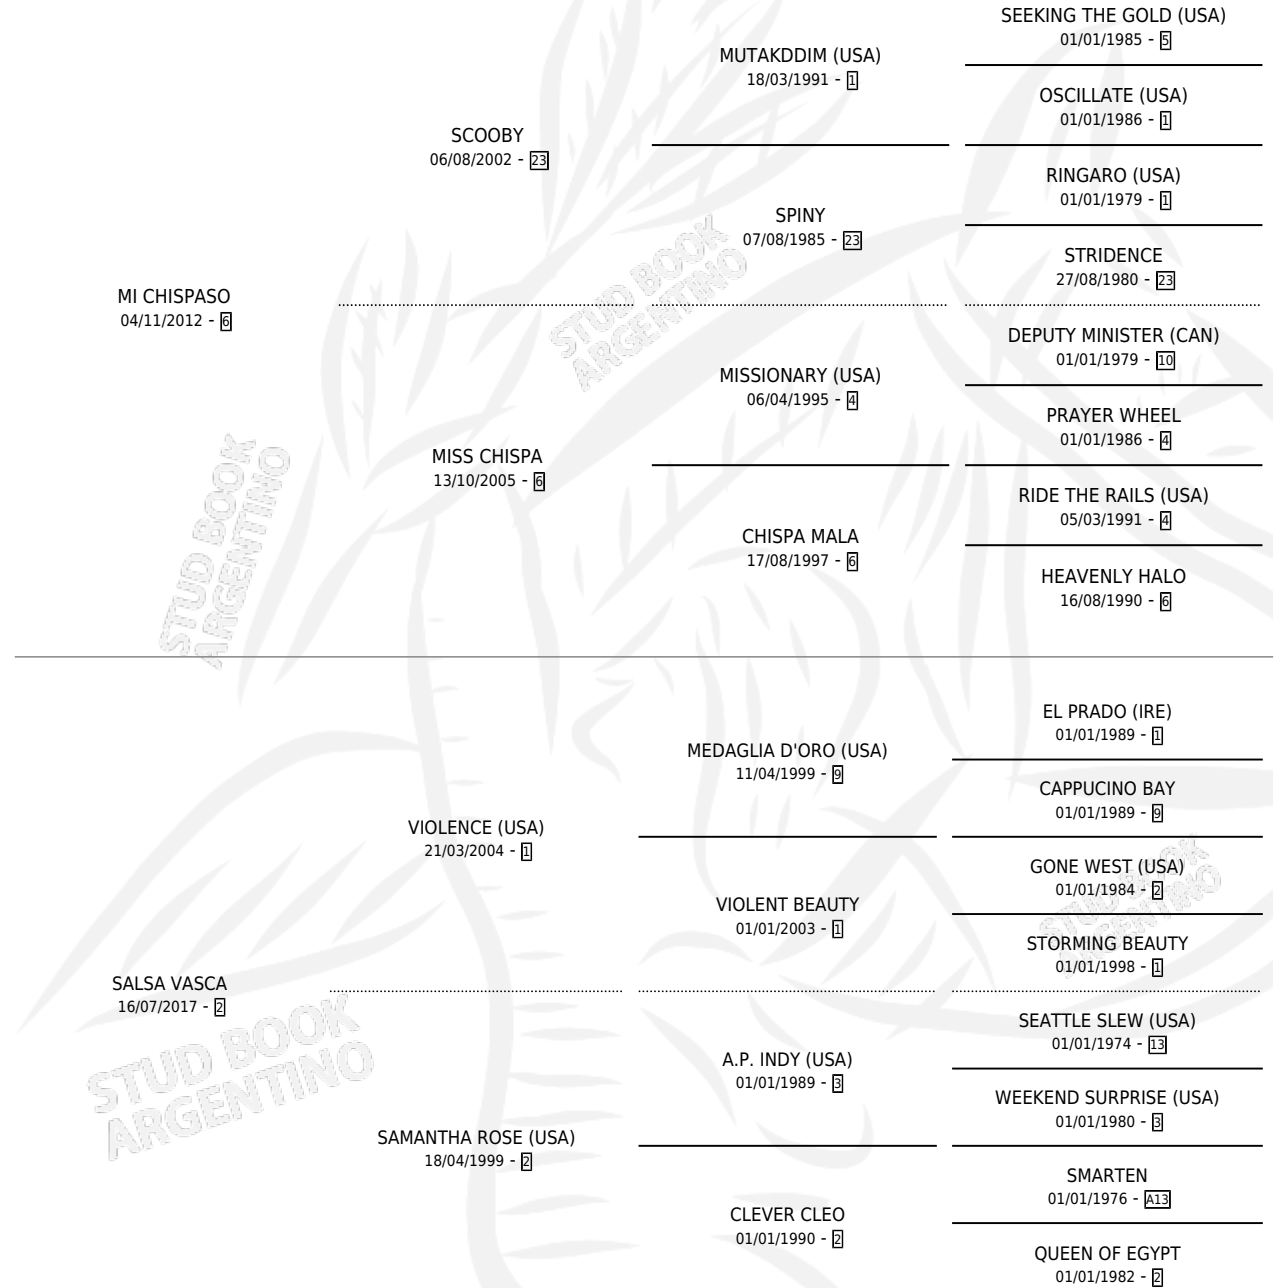 SEEKING THE GOLD (USA)
01/01/1985 - 5
MUTAKDDIM (USA)
18/03/1991 - 1
OSCILLATE (USA)
01/01/1986 - 1
SCOOBY
06/08/2002 - 23
RINGARO (USA)
01/01/1979 - 1
SPINY
07/08/1985 - 23
STRIDENCE
27/08/1980 - 23
MI CHISPASO
04/11/2012 - 6
STUD BOOK
ARGENTINO
DEPUTY MINISTER (CAN)
01/01/1979 - 10
MISSIONARY (USA)
06/04/1995 - 4
PRAYER WHEEL
01/01/1986 - 4
MISS CHISPA
13/10/2005 - 6
RIDE THE RAILS (USA)
05/03/1991 - 4
CHISPA MALA
17/08/1997 - 6
HEAVENLY HALO
16/08/1990 - 6
STUD BOOK
ARGENTINO
EL PRADO (IRE)
01/01/1989 - 1
MEDAGLIA D'ORO (USA)
11/04/1999 - 9
CAPPUCINO BAY
01/01/1989 - 9
VIOLENCE (USA)
21/03/2004 - 1
GONE WEST (USA)
01/01/1984 - 2
VIOLENT BEAUTY
01/01/2003 - 1
STUD BOOK
ARGENTINO
STORMING BEAUTY
01/01/1998 - 1
SALSA VASCA
16/07/2017 - 2
SEATTLE SLEW (USA)
01/01/1974 - 13
A.P. INDY (USA)
01/01/1989 - 3
STUD BOOK
ARGENTINO
WEEKEND SURPRISE (USA)
01/01/1980 - 3
SAMANTHA ROSE (USA)
18/04/1999 - 2
SMARTEN
01/01/1976 - A13
CLEVER CLEO
01/01/1990 - 2
QUEEN OF EGYPT
01/01/1982 - 2